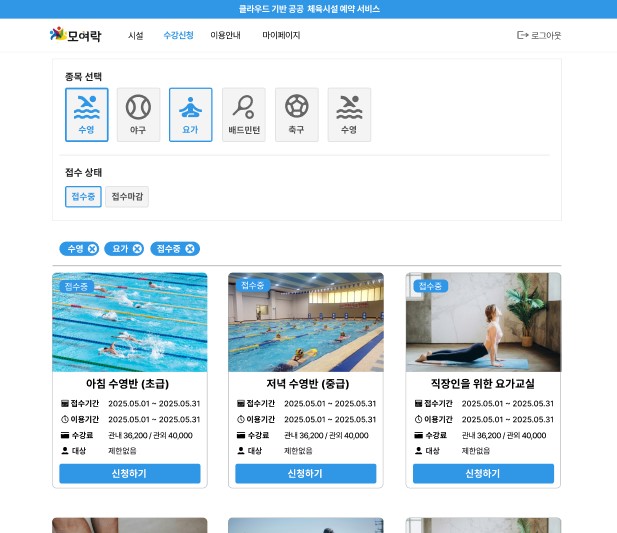 클라우드 기반 공공 체육시설 예약 서비스
모여락 시설 수강신청 이용안내 마이페이지 로그아웃
종목 선택
수영 야구 요가 배드민턴 축구 수영
접수 상태
접수중 접수마감
수영 요가 접수중
접수중 접수중 접수중
아침 수영반 (초급) 저녁 수영반 (중급) 직장인을 위한 요가교실
접수기간 2025.05.01 ~ 2025.05.31 접수기간 2025.05.01 ~ 2025.05.31 접수기간 2025.05.01 ~ 2025.05.31
이용기간 2025.05.01 ~ 2025.05.31 이용기간 2025.05.01 ~ 2025.05.31 이용기간 2025.05.01 ~ 2025.05.31
수강료 관내 36,200 / 관외 40,000 수강료 관내 36,200 / 관외 40,000 수강료 관내 36,200 / 관외 40,000
대상 제한없음 대상 제한없음 대상 제한없음
신청하기 신청하기 신청하기